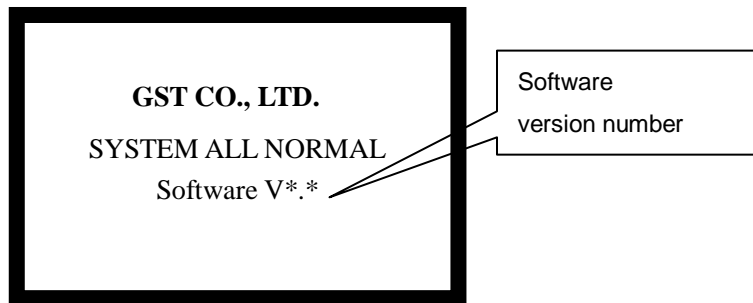 GST CO., LTD.
SYSTEM ALL NORMAL
Software V*.*
Software
version number